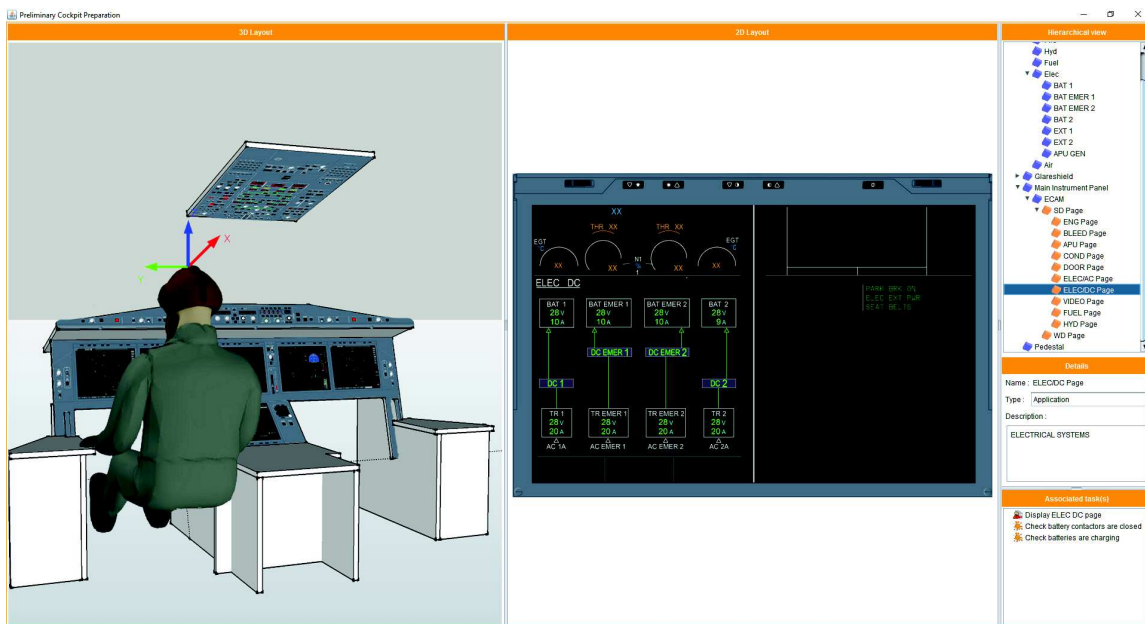 Preliminary Cockpit Preparation
3D Layout
2D Layout
Hierarchical view
Hyd
Fuel
Elec
BAT 1
BAT EMER 1
BAT EMER 2
BAT 2
EXT 1
EXT 2
APU GEN
Air
Glareshield
Main Instrument Panel
ECAM
SD Page
ENG Page
BLEED Page
APU Page
COND Page
DOOR Page
ELEC/AC Page
ELEC/DC Page
VIDEO Page
FUEL Page
HYD Page
WD Page
Pedestal
Details
Name : ELEC/DC Page
Type : Application
Description :
ELECTRICAL SYSTEMS
Associated task(s)
Display ELEC DC page
Check battery contactors are closed
Check batteries are charging
X
Y
XX
THR XX THR XX
EGT °C EGT °C
XX XX N1 XX XX
ELEC DC
BAT 1 BAT EMER 1 BAT EMER 2 BAT 2
28 V 28 V 28 V 28 V
10 A 10 A 10 A 9 A
DC EMER 1 DC EMER 2
DC 1 DC 2
TR 1 TR EMER 1 TR EMER 2 TR 2
28 V 28 V 28 V 28 V
20 A 20 A 20 A 20 A
AC 1A AC EMER 1 AC EMER 2 AC 2A
PARK BRK ON
ELEC EXT PWR
SEAT BELTS